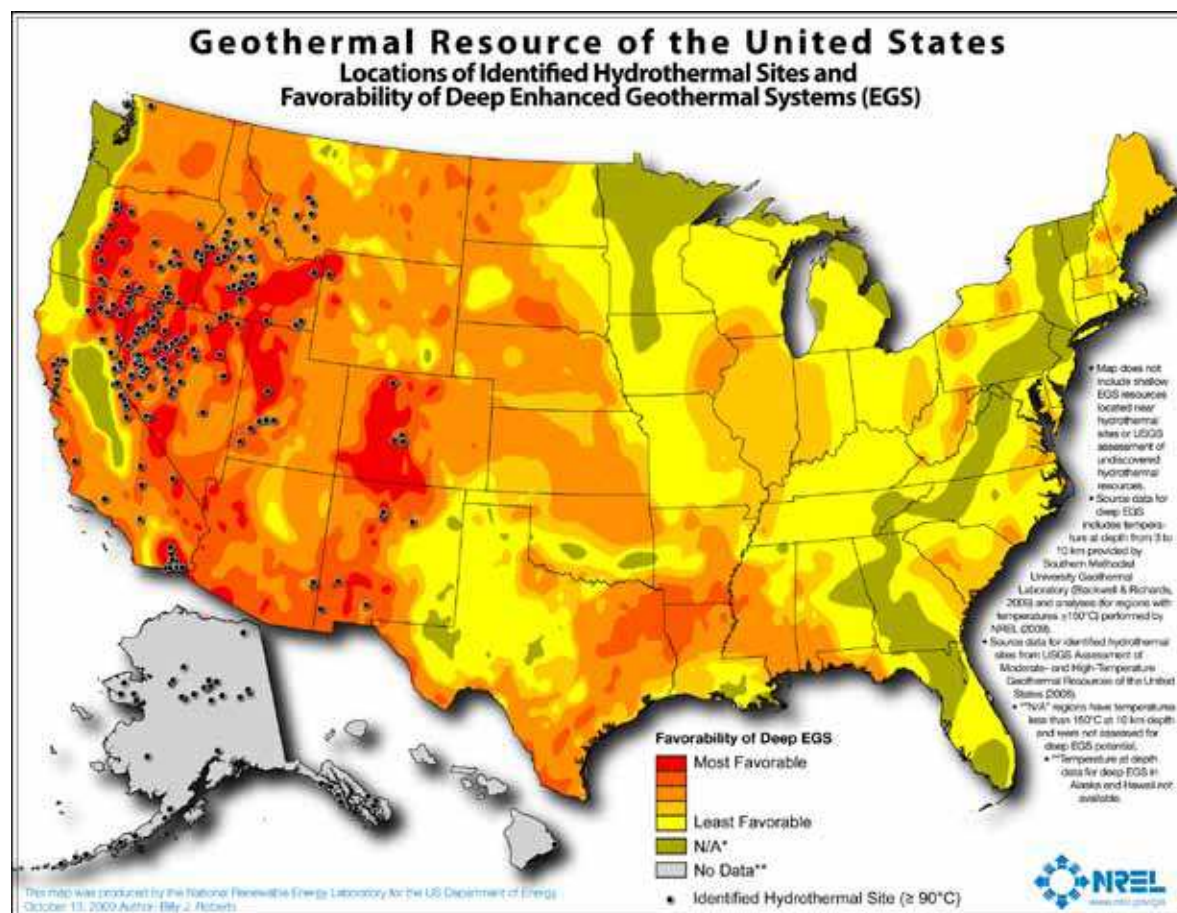 Geothermal Resource of the United States
Locations of Identified Hydrothermal Sites and
Favorability of Deep Enhanced Geothermal Systems (EGS)
• Map does not
include shallow
EGS resources
located near
hydrothermal
sites or USGS
assessment of
undiscovered
hydrothermal
resources.
• Source data for
deep EGS
includes tempera-
ture at depth from 3 to
10 km provided by
Southern Methodist
University Geothermal
Laboratory (Blackwell & Richards,
2009) and analyses (for regions with
temperatures ≥150°C) performed by
NREL (2009).
• Source data for identified hydrothermal
sites from USGS Assessment of
Moderate- and High-Temperature
Geothermal Resources of the United
States (2008).
• *"N/A" regions have temperatures
less than 150°C at 10 km depth
and were not assessed for
deep EGS potential.
• **Temperature at depth
data for deep EGS in
Alaska and Hawaii not
available.
Favorability of Deep EGS
Most Favorable
Least Favorable
N/A*
No Data**
Identified Hydrothermal Site (≥ 90°C)
This map was produced by the National Renewable Energy Laboratory for the US Department of Energy.
October 13, 2009 Author: Billy J. Roberts
NREL
www.nrel.gov/gis